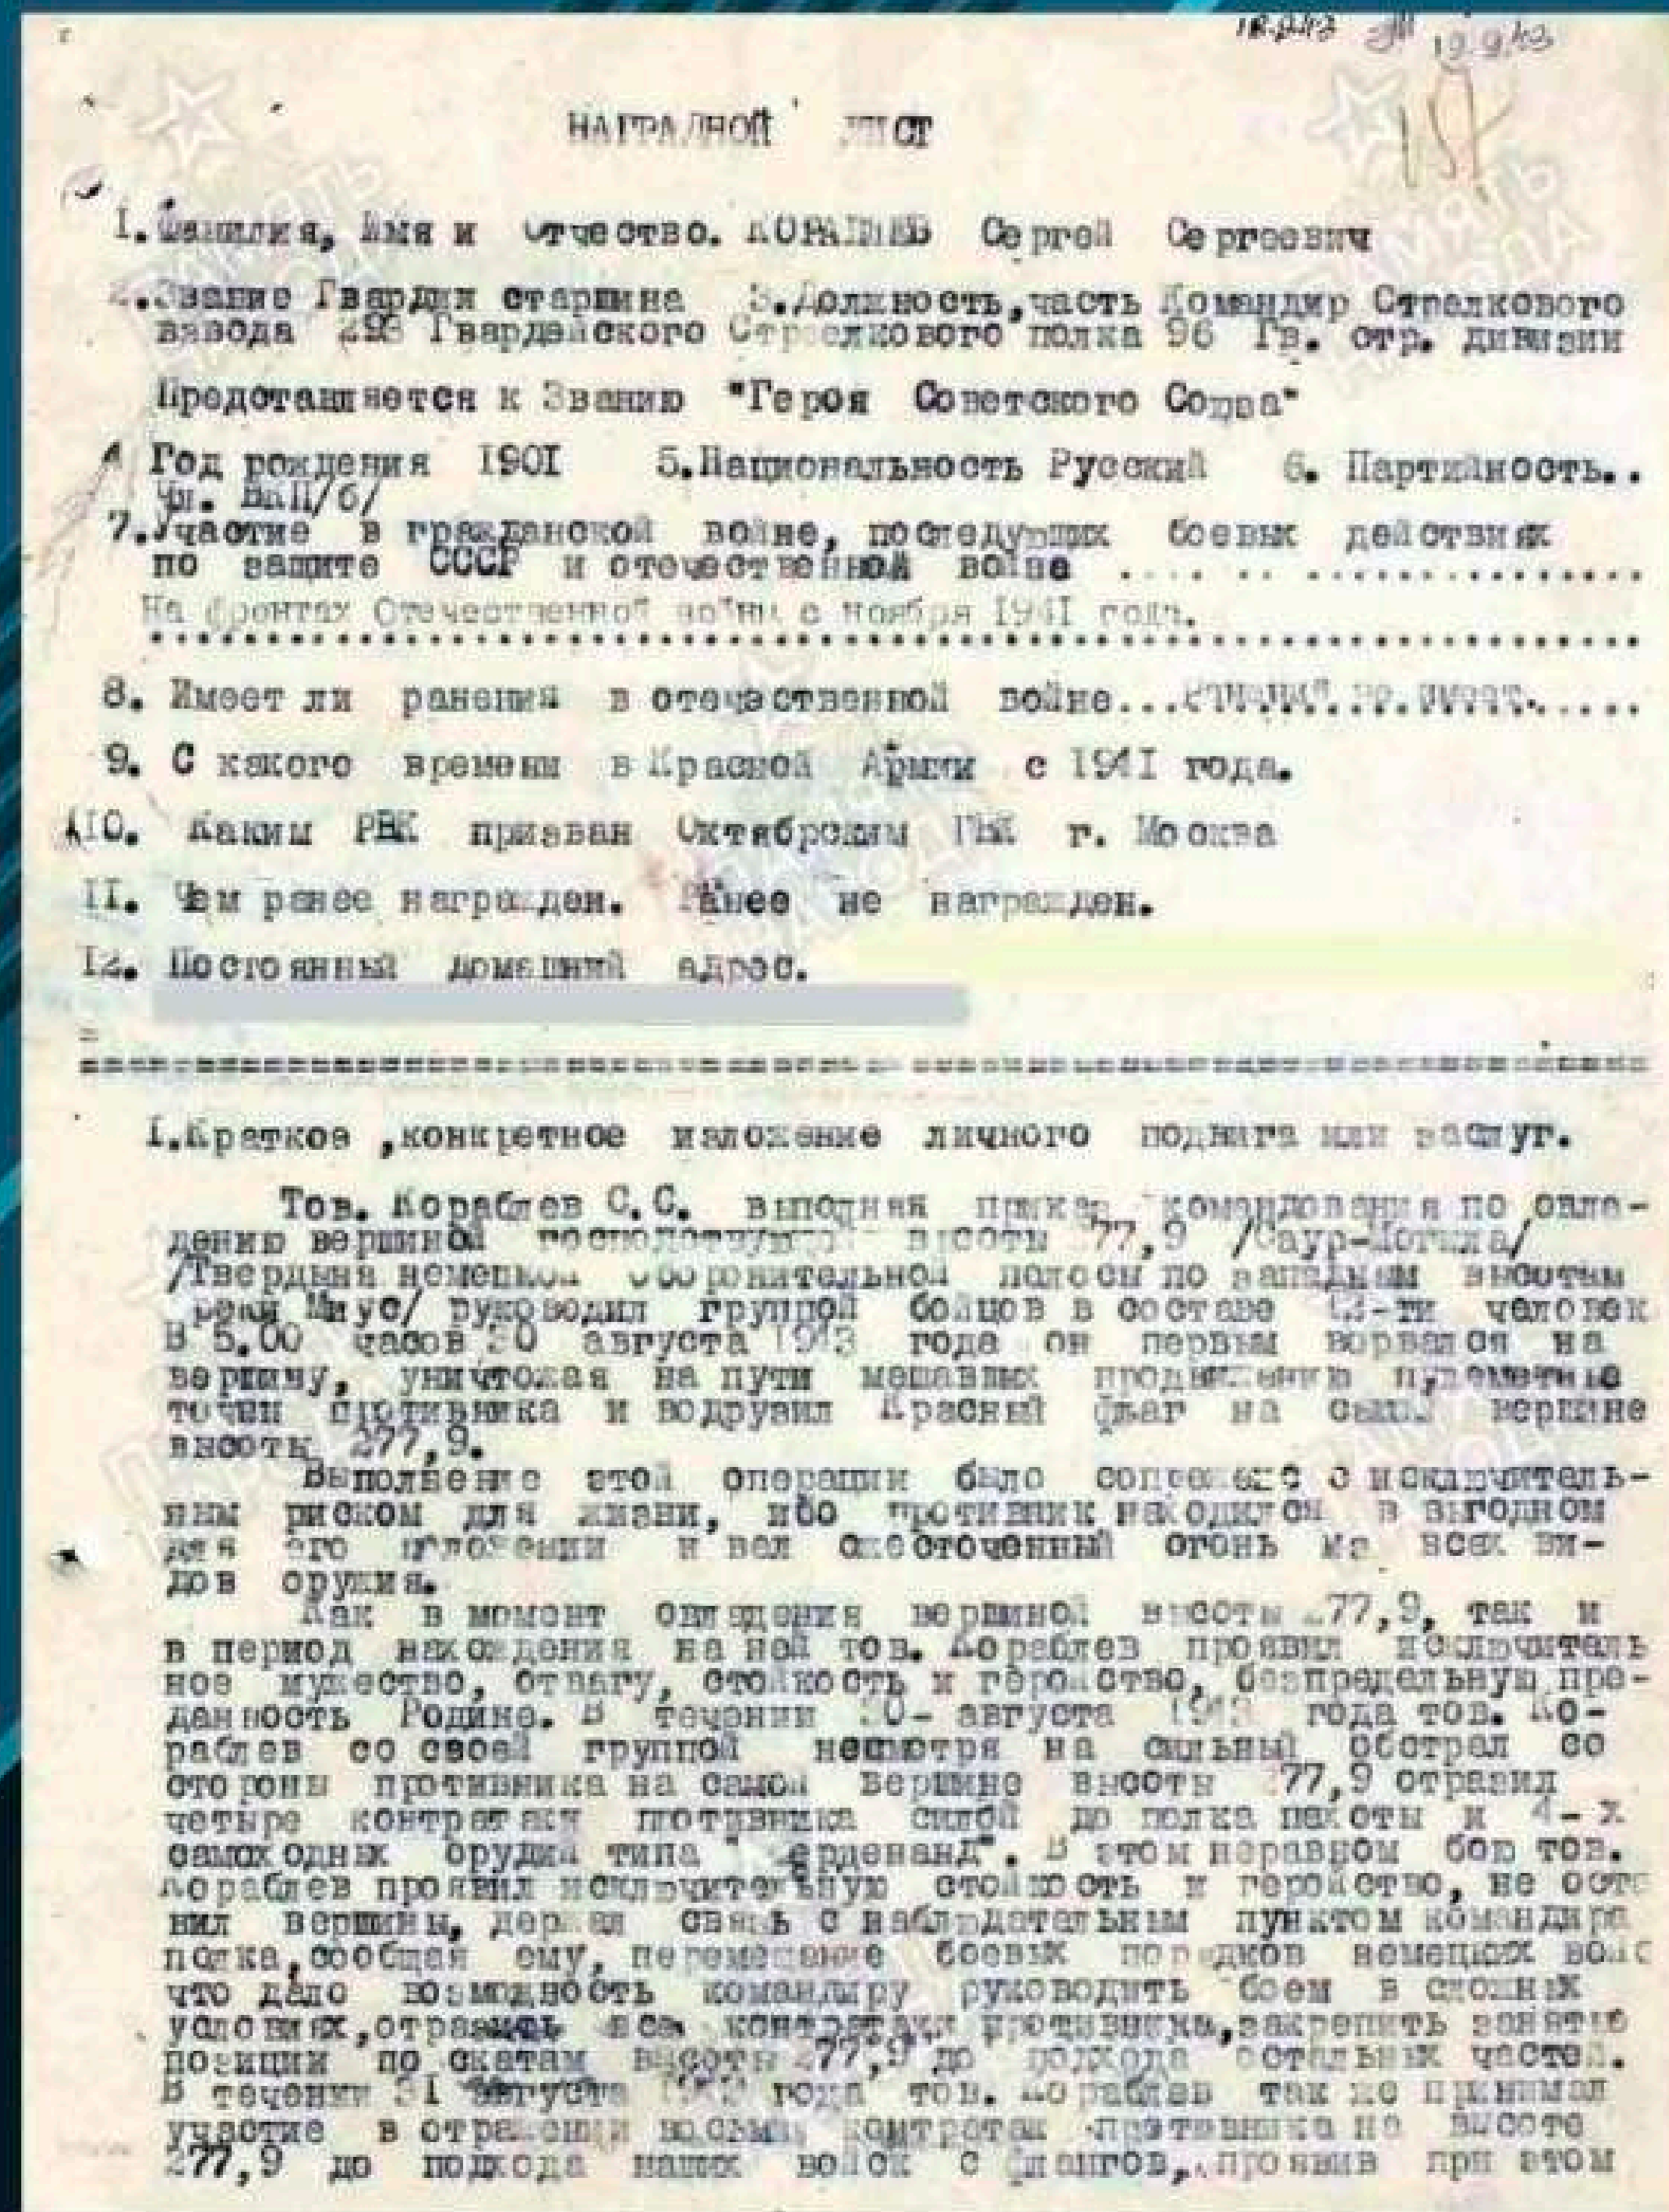 19.9.43
НАГРАДНОЙ ЛИСТ
1. Фамилия, Имя и Отчество. КОРАБЛЕВ Сергей Сергеевич
2. Звание Гвардии старшина 3. Должность, часть Командир Стрелкового
взвода 293 Гвардейского Стрелкового полка 96 Гв. стр. дивизии
Представляется к Званию "Героя Советского Союза"
4 Год рождения 1901 5. Национальность Русский 6. Партийность..
Чл. ВКП/б/
7. Участие в гражданской войне, последующих боевых действиях
по защите СССР и отечественной войне .... .. ................
На фронтах Отечественной войны с ноября 1941 года.
8. Имеет ли ранения в отечественной войне... Ранений не имеет.
9. С какого времени в Красной Армии с 1941 года.
10. Каким РВК призван Октябрским РВК г. Москва
11. Чем ранее награжден. Ранее не награжден.
12. Постоянный домашний адрес.
1. Краткое ,конкретное изложение личного подвига или заслуг.
Тов. Кораблев С.С. выполняя приказ командования по овла-
дению вершиной господствующей высоты 277,9 /Саур-Могила/
/Твердыня немецкой оборонительной полосы по западным высотам
реки Миус/ руководил группой бойцов в составе -ти человек
В 5.00 часов 30 августа 1943 года он первым ворвался на
вершину, уничтожая на пути мешавших продвижению пулеметные
точки противника и водрузил Красный флаг на самой вершине
высоты 277,9.
Выполнение этой операции было сопряжено с исключитель-
ным риском для жизни, ибо противник находился в выгодном
для его положении и вел ожесточенный огонь из всех ви-
дов оружия.
Как в момент овладения вершиной высоты 277,9, так и
в период нахождения на ней тов. Кораблев проявил исключитель
ное мужество, отвагу, стойкость и геройство, безпредельную пре-
данность Родине. В течении 30- августа 1943 года тов. Ко-
раблев со своей группой несмотря на сильный обстрел со
стороны противника на самой вершине высоты 277,9 отразил
четыре контратаки противника силой до полка пехоты и 4-х
самоходных орудий типа "Ферденанд". В этом неравном бою тов.
Кораблев проявил исключительную стойкость и геройство, не оста
вил вершины, держал связь с наблюдательным пунктом командира
полка, сообщая ему, перемещение боевых порядков немецких войс
что дало возможность командиру руководить боем в сложных
условиях, отразить все контратаки противника, закрепить занятые
позиции по скатам высоты 277,9 до подхода остальных частей.
В течении 31 августа 1943 года тов. Кораблев так же принимал
участие в отражении восьми контратак противника на высоте
277,9 до подхода наших войск с флангов, проявив при этом